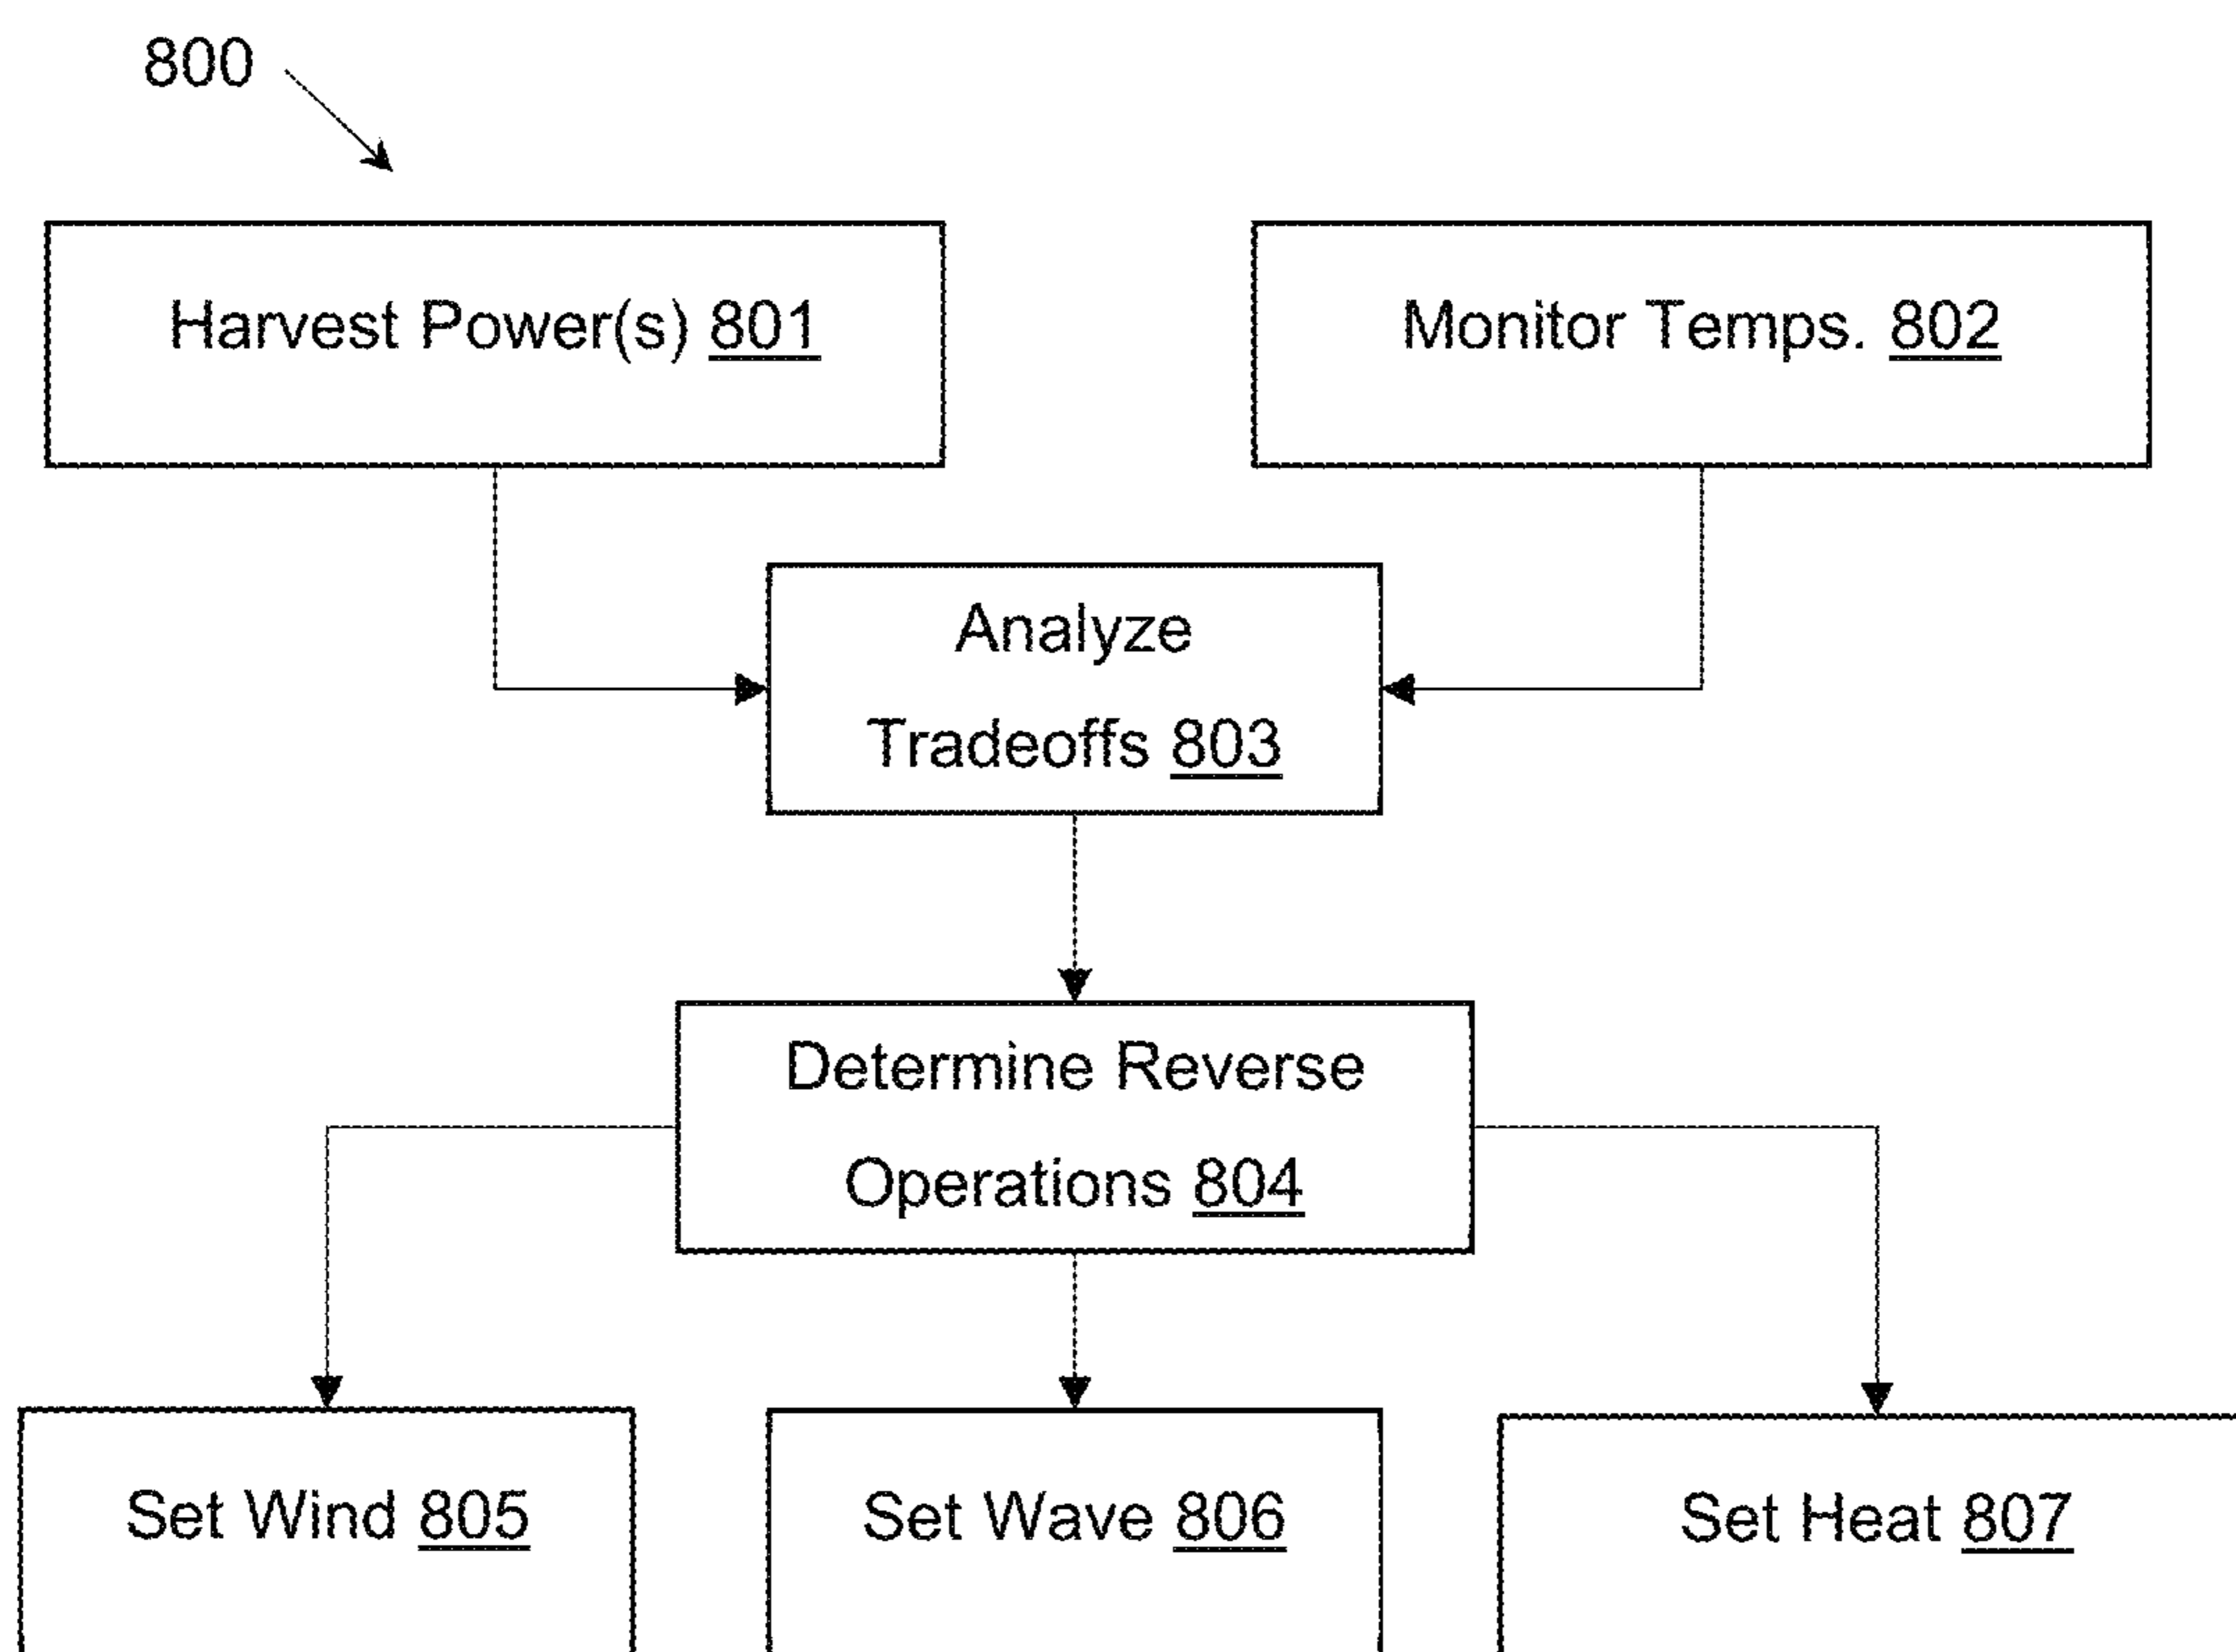 800
Harvest Power(s) 801
Monitor Temps. 802
Analyze
Tradeoffs 803
Determine Reverse
Operations 804
Set Wind 805
Set Wave 806
Set Heat 807